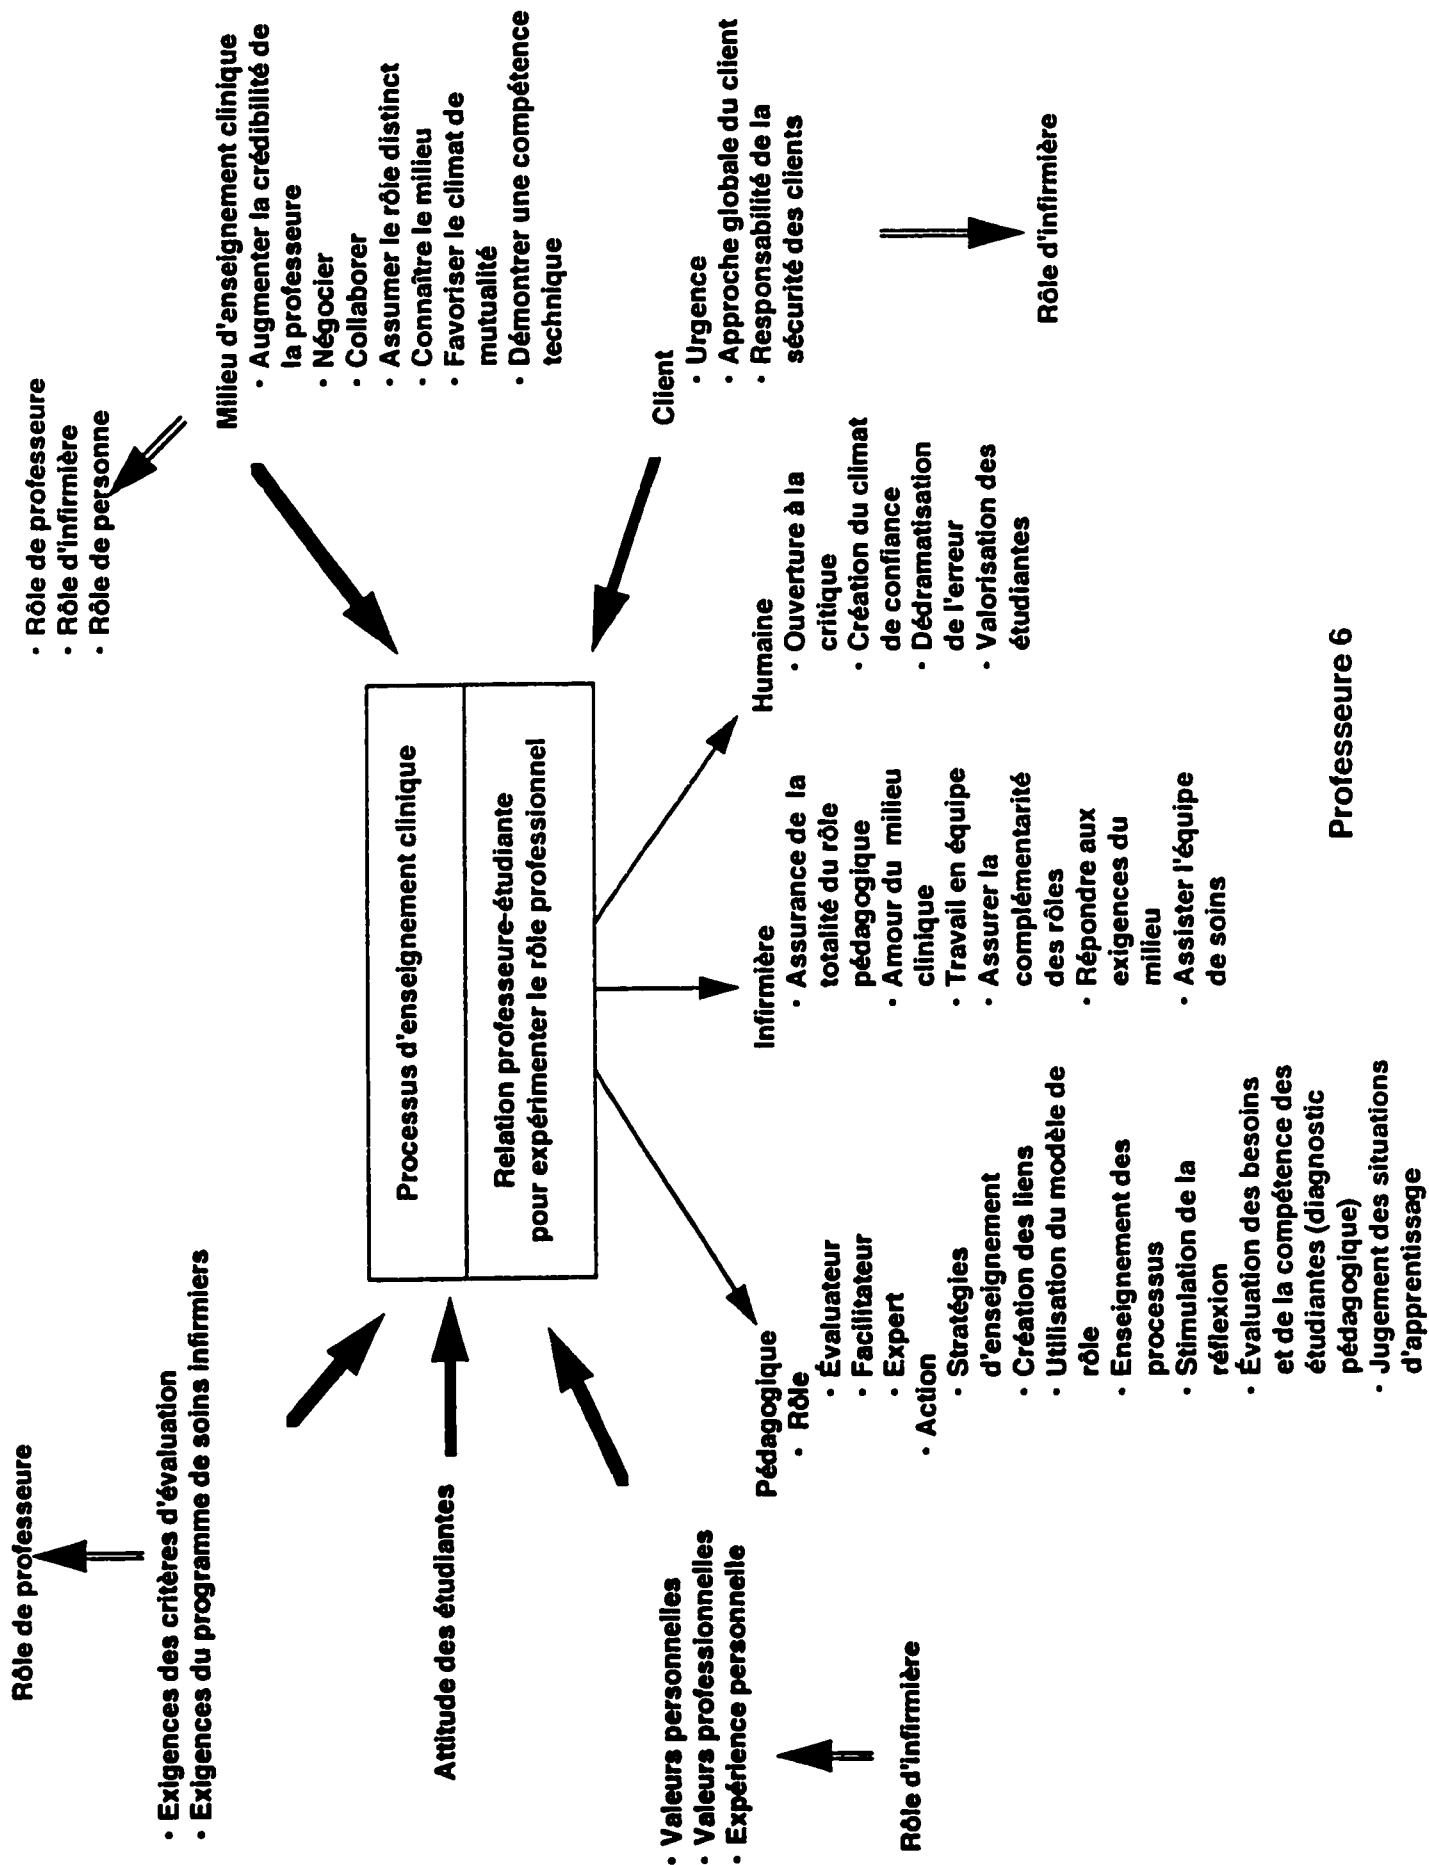 Rôle de professeure
• Exigences des critères d'évaluation
• Exigences du programme de soins infirmiers
Attitude des étudiantes
• Valeurs personnelles
• Valeurs professionnelles
• Expérience personnelle
Rôle d'infirmière
Processus d'enseignement clinique
Relation professeure-étudiante
pour expérimenter le rôle professionnel
• Rôle de professeure
• Rôle d'infirmière
• Rôle de personne
Milieu d'enseignement clinique
• Augmenter la crédibilité de
la professeure
• Négocier
• Collaborer
• Assumer le rôle distinct
• Connaître le milieu
• Favoriser le climat de
mutualité
• Démontrer une compétence
technique
Client
• Urgence
• Approche globale du client
• Responsabilité de la
sécurité des clients
Rôle d'infirmière
Pédagogique
• Rôle
• Évaluateur
• Facilitateur
• Expert
• Action
• Stratégies
d'enseignement
• Création des liens
• Utilisation du modèle de
rôle
• Enseignement des
processus
• Stimulation de la
réflexion
• Évaluation des besoins
et de la compétence des
étudiantes (diagnostic
pédagogique)
• Jugement des situations
d'apprentissage
Infirmière
• Assurance de la
totalité du rôle
pédagogique
• Amour du milieu
clinique
• Travail en équipe
• Assurer la
complémentarité
des rôles
• Répondre aux
exigences du
milieu
• Assister l'équipe
de soins
Humaine
• Ouverture à la
critique
• Création du climat
de confiance
• Dédramatisation
de l'erreur
• Valorisation des
étudiantes
Professeure 6